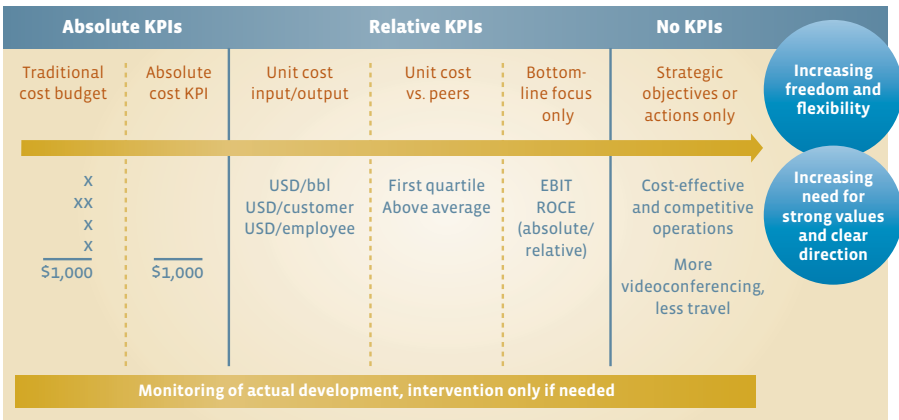 Absolute KPIs
Relative KPIs
No KPIs
Traditional
cost budget
Absolute
cost KPI
Unit cost
input/output
Unit cost
vs. peers
Bottom-
line focus
only
Strategic
objectives or
actions only
Increasing
freedom and
flexibility
x
xx
x
x
$1,000
$1,000
USD/bbl
USD/customer
USD/employee
First quartile
Above average
EBIT
ROCE
(absolute/
relative)
Cost-effective
and competitive
operations
More
videoconferencing,
less travel
Increasing
need for
strong values
and clear
direction
Monitoring of actual development, intervention only if needed